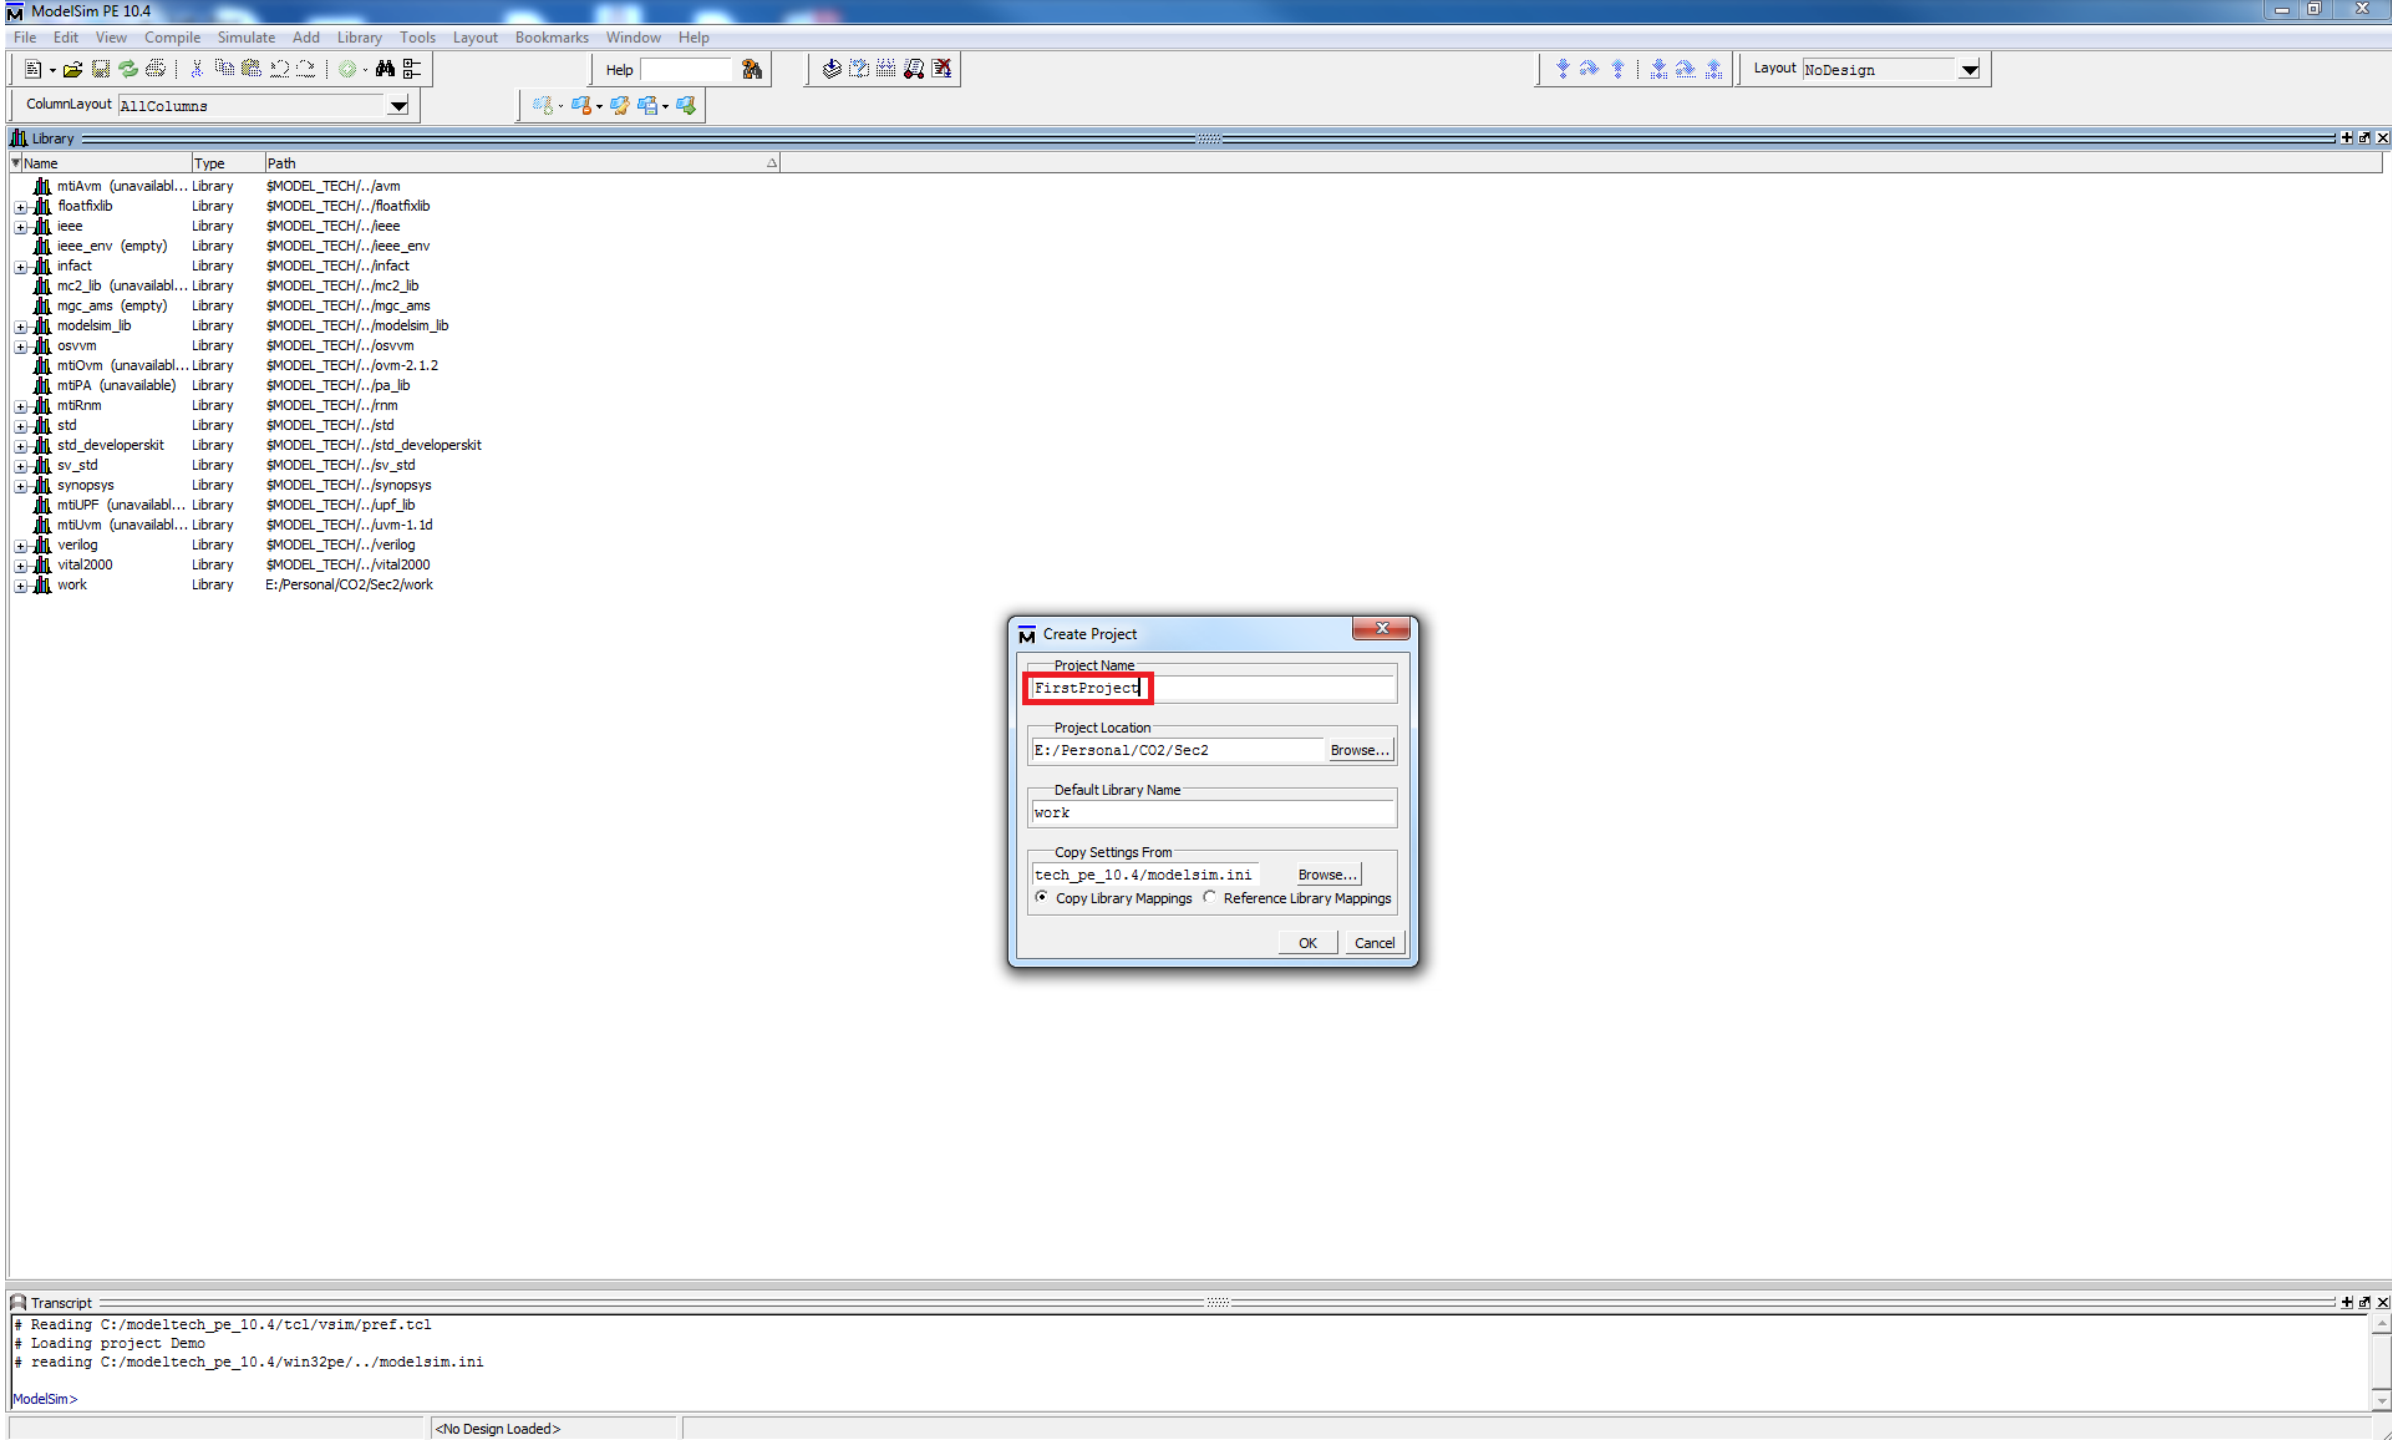 ModelSim PE 10.4
File Edit View Compile Simulate Add Library Tools Layout Bookmarks Window Help
Help
Layout NoDesign
ColumnLayout AllColumns
Library
Name Type Path
mtiAvm (unavailabl... Library $MODEL_TECH/../avm
floatfixlib Library $MODEL_TECH/../floatfixlib
ieee Library $MODEL_TECH/../ieee
ieee_env (empty) Library $MODEL_TECH/../ieee_env
infact Library $MODEL_TECH/../infact
mc2_lib (unavailabl... Library $MODEL_TECH/../mc2_lib
mgc_ams (empty) Library $MODEL_TECH/../mgc_ams
modelsim_lib Library $MODEL_TECH/../modelsim_lib
osvvm Library $MODEL_TECH/../osvvm
mtiOvm (unavailabl... Library $MODEL_TECH/../ovm-2.1.2
mtiPA (unavailable) Library $MODEL_TECH/../pa_lib
mtiRnm Library $MODEL_TECH/../rnm
std Library $MODEL_TECH/../std
std_developerskit Library $MODEL_TECH/../std_developerskit
sv_std Library $MODEL_TECH/../sv_std
synopsys Library $MODEL_TECH/../synopsys
mtiUPF (unavailabl... Library $MODEL_TECH/../upf_lib
mtiUvm (unavailabl... Library $MODEL_TECH/../uvm-1.1d
verilog Library $MODEL_TECH/../verilog
vital2000 Library $MODEL_TECH/../vital2000
work Library E:/Personal/CO2/Sec2/work
Create Project
Project Name
FirstProject
Project Location
E:/Personal/CO2/Sec2 Browse...
Default Library Name
work
Copy Settings From
tech_pe_10.4/modelsim.ini Browse...
Copy Library Mappings Reference Library Mappings
OK Cancel
Transcript
# Reading C:/modeltech_pe_10.4/tcl/vsim/pref.tcl
# Loading project Demo
# reading C:/modeltech_pe_10.4/win32pe/../modelsim.ini
ModelSim>
<No Design Loaded>